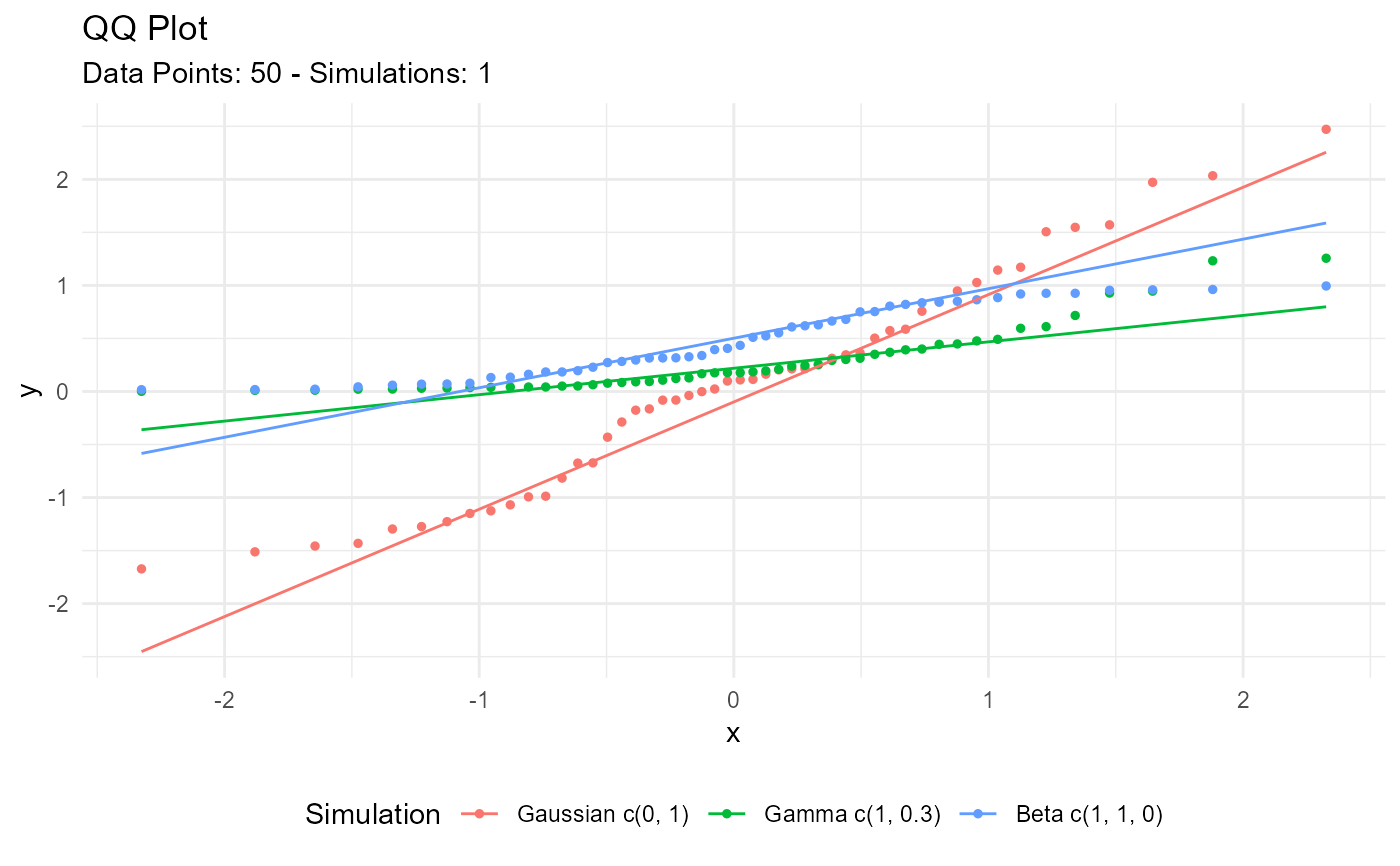 QQ Plot
Data Points: 50 - Simulations: 1
2
1
0
-1
-2
y
-2 -1 0 1 2
x
Simulation Gaussian c(0, 1) Gamma c(1, 0.3) Beta c(1, 1, 0)